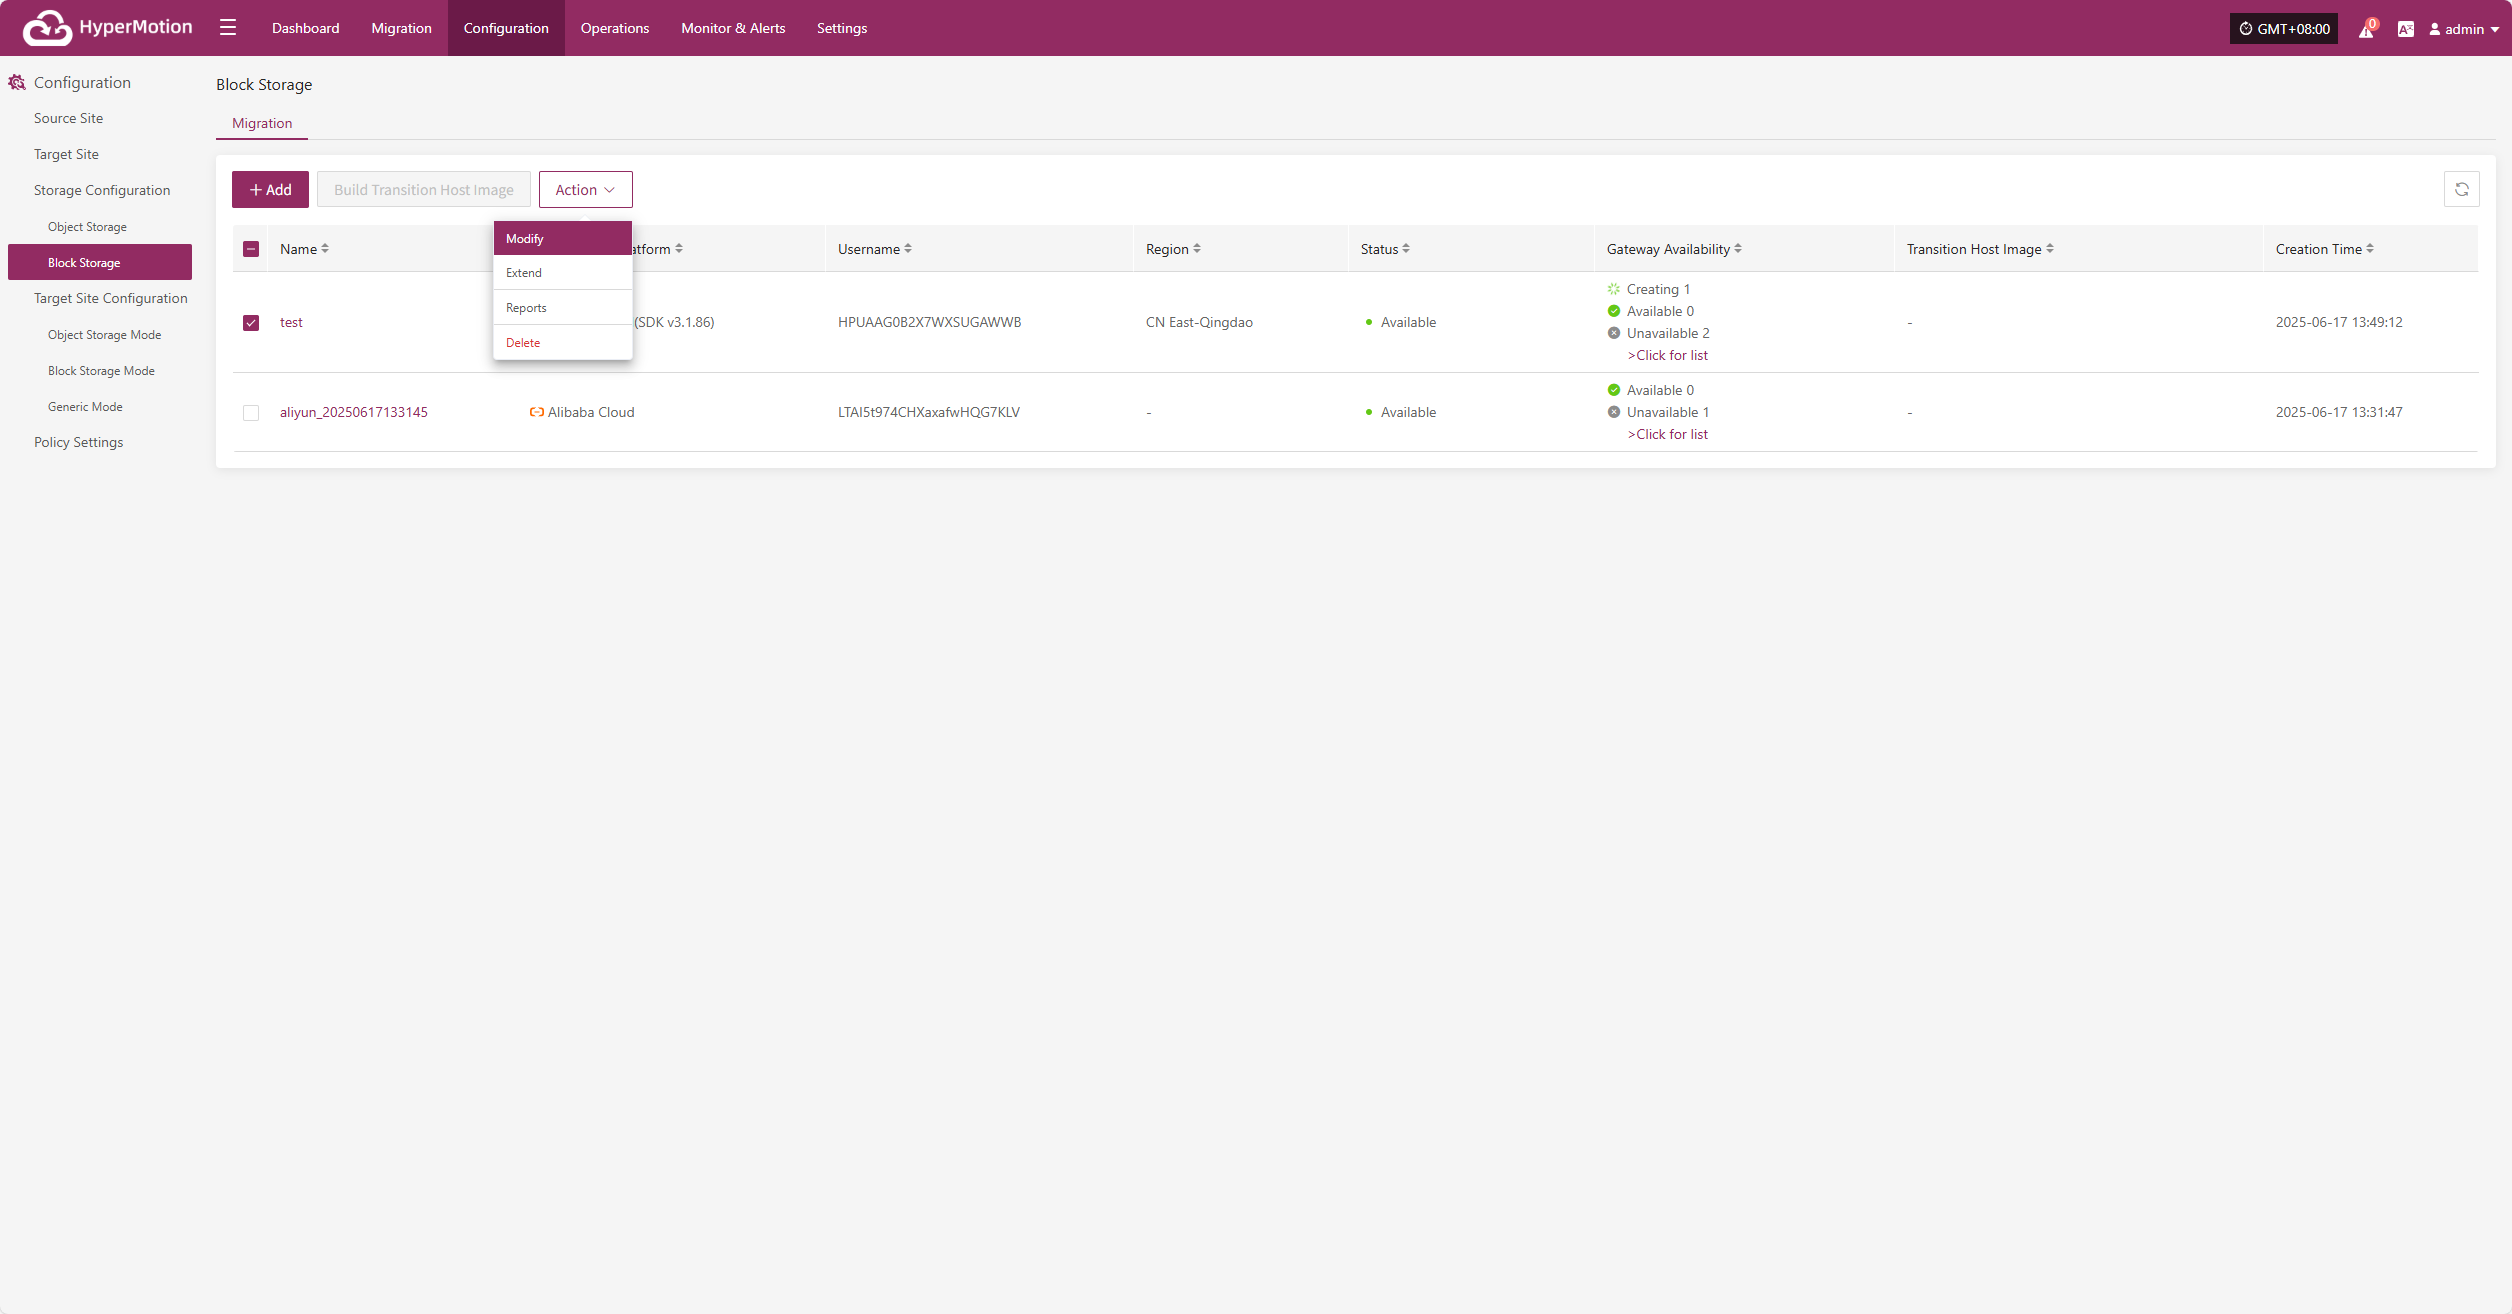 HyperMotion
Dashboard Migration Configuration Operations Monitor & Alerts Settings
GMT+08:00 0 admin
Configuration
Source Site
Target Site
Storage Configuration
Object Storage
Block Storage
Target Site Configuration
Object Storage Mode
Block Storage Mode
Generic Mode
Policy Settings
Block Storage
Migration
Add Build Transition Host Image Action
Modify
Extend
Reports
Delete
Name atform Username Region Status Gateway Availability Transition Host Image Creation Time
test (SDK v3.1.86) HPUAAG0B2X7WXSUGAWWB CN East-Qingdao Available
Creating 1
Available 0
Unavailable 2
>Click for list
- 2025-06-17 13:49:12
aliyun_20250617133145 Alibaba Cloud LTAI5t974CHXaxafwHQG7KLV - Available
Available 0
Unavailable 1
>Click for list
- 2025-06-17 13:31:47